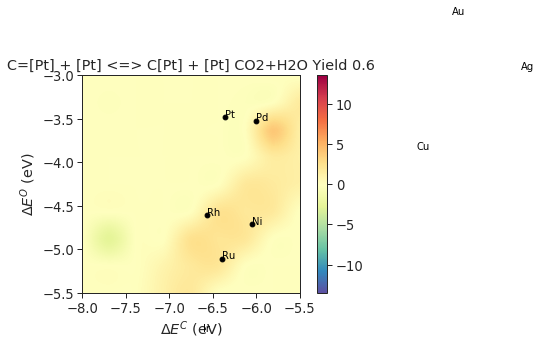 Au
Ag
C=[Pt] + [Pt] <=> C[Pt] + [Pt] CO2+H2O Yield 0.6
−3.0
−3.5
−4.0
−4.5
−5.0
−5.5
ΔE^O (eV)
Pt
Pd
Rh
Ni
Ru
Cu
10
5
0
−5
−10
−8.0 −7.5 −7.0 −6.5 −6.0 −5.5
ΔE^C (eV)
Ir